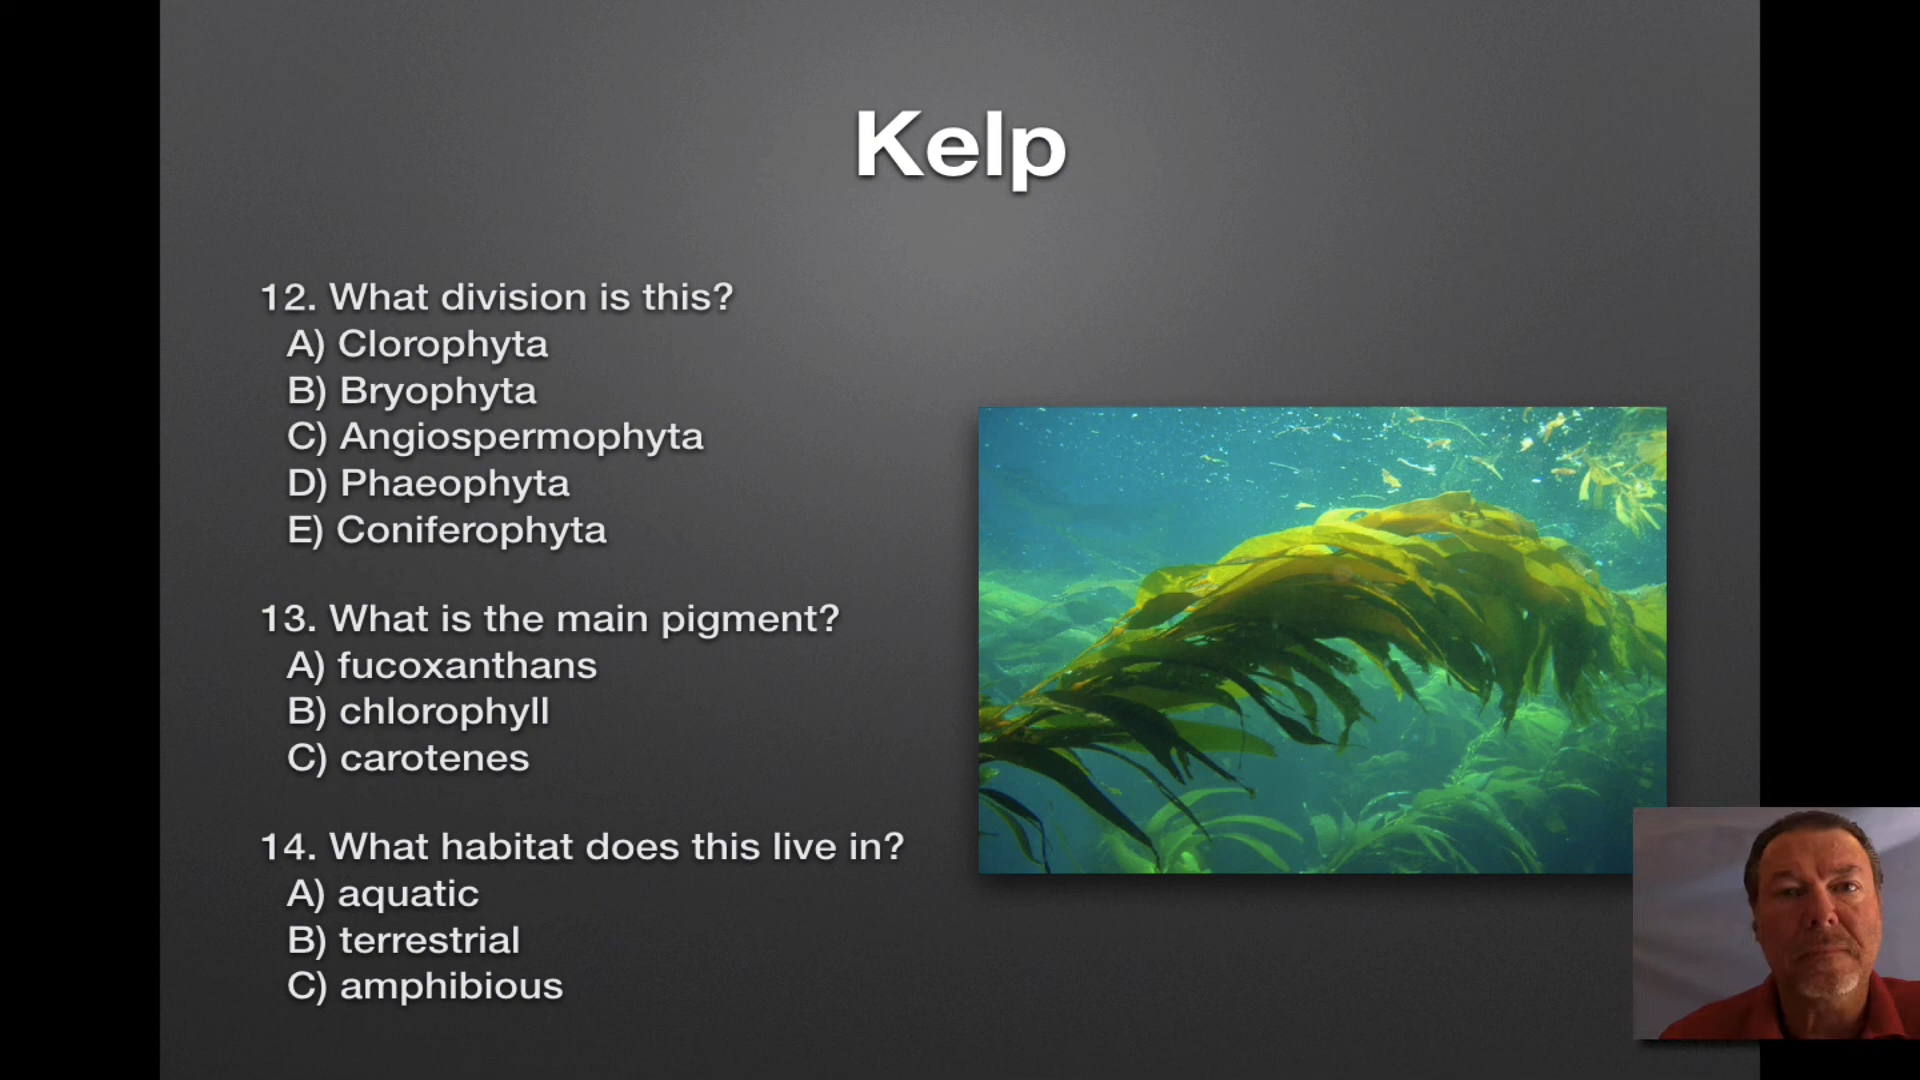 Kelp
12. What division is this?
A) Clorophyta
B) Bryophyta
C) Angiospermophyta
D) Phaeophyta
E) Coniferophyta
13. What is the main pigment?
A) fucoxanthans
B) chlorophyll
C) carotenes
14. What habitat does this live in?
A) aquatic
B) terrestrial
C) amphibious